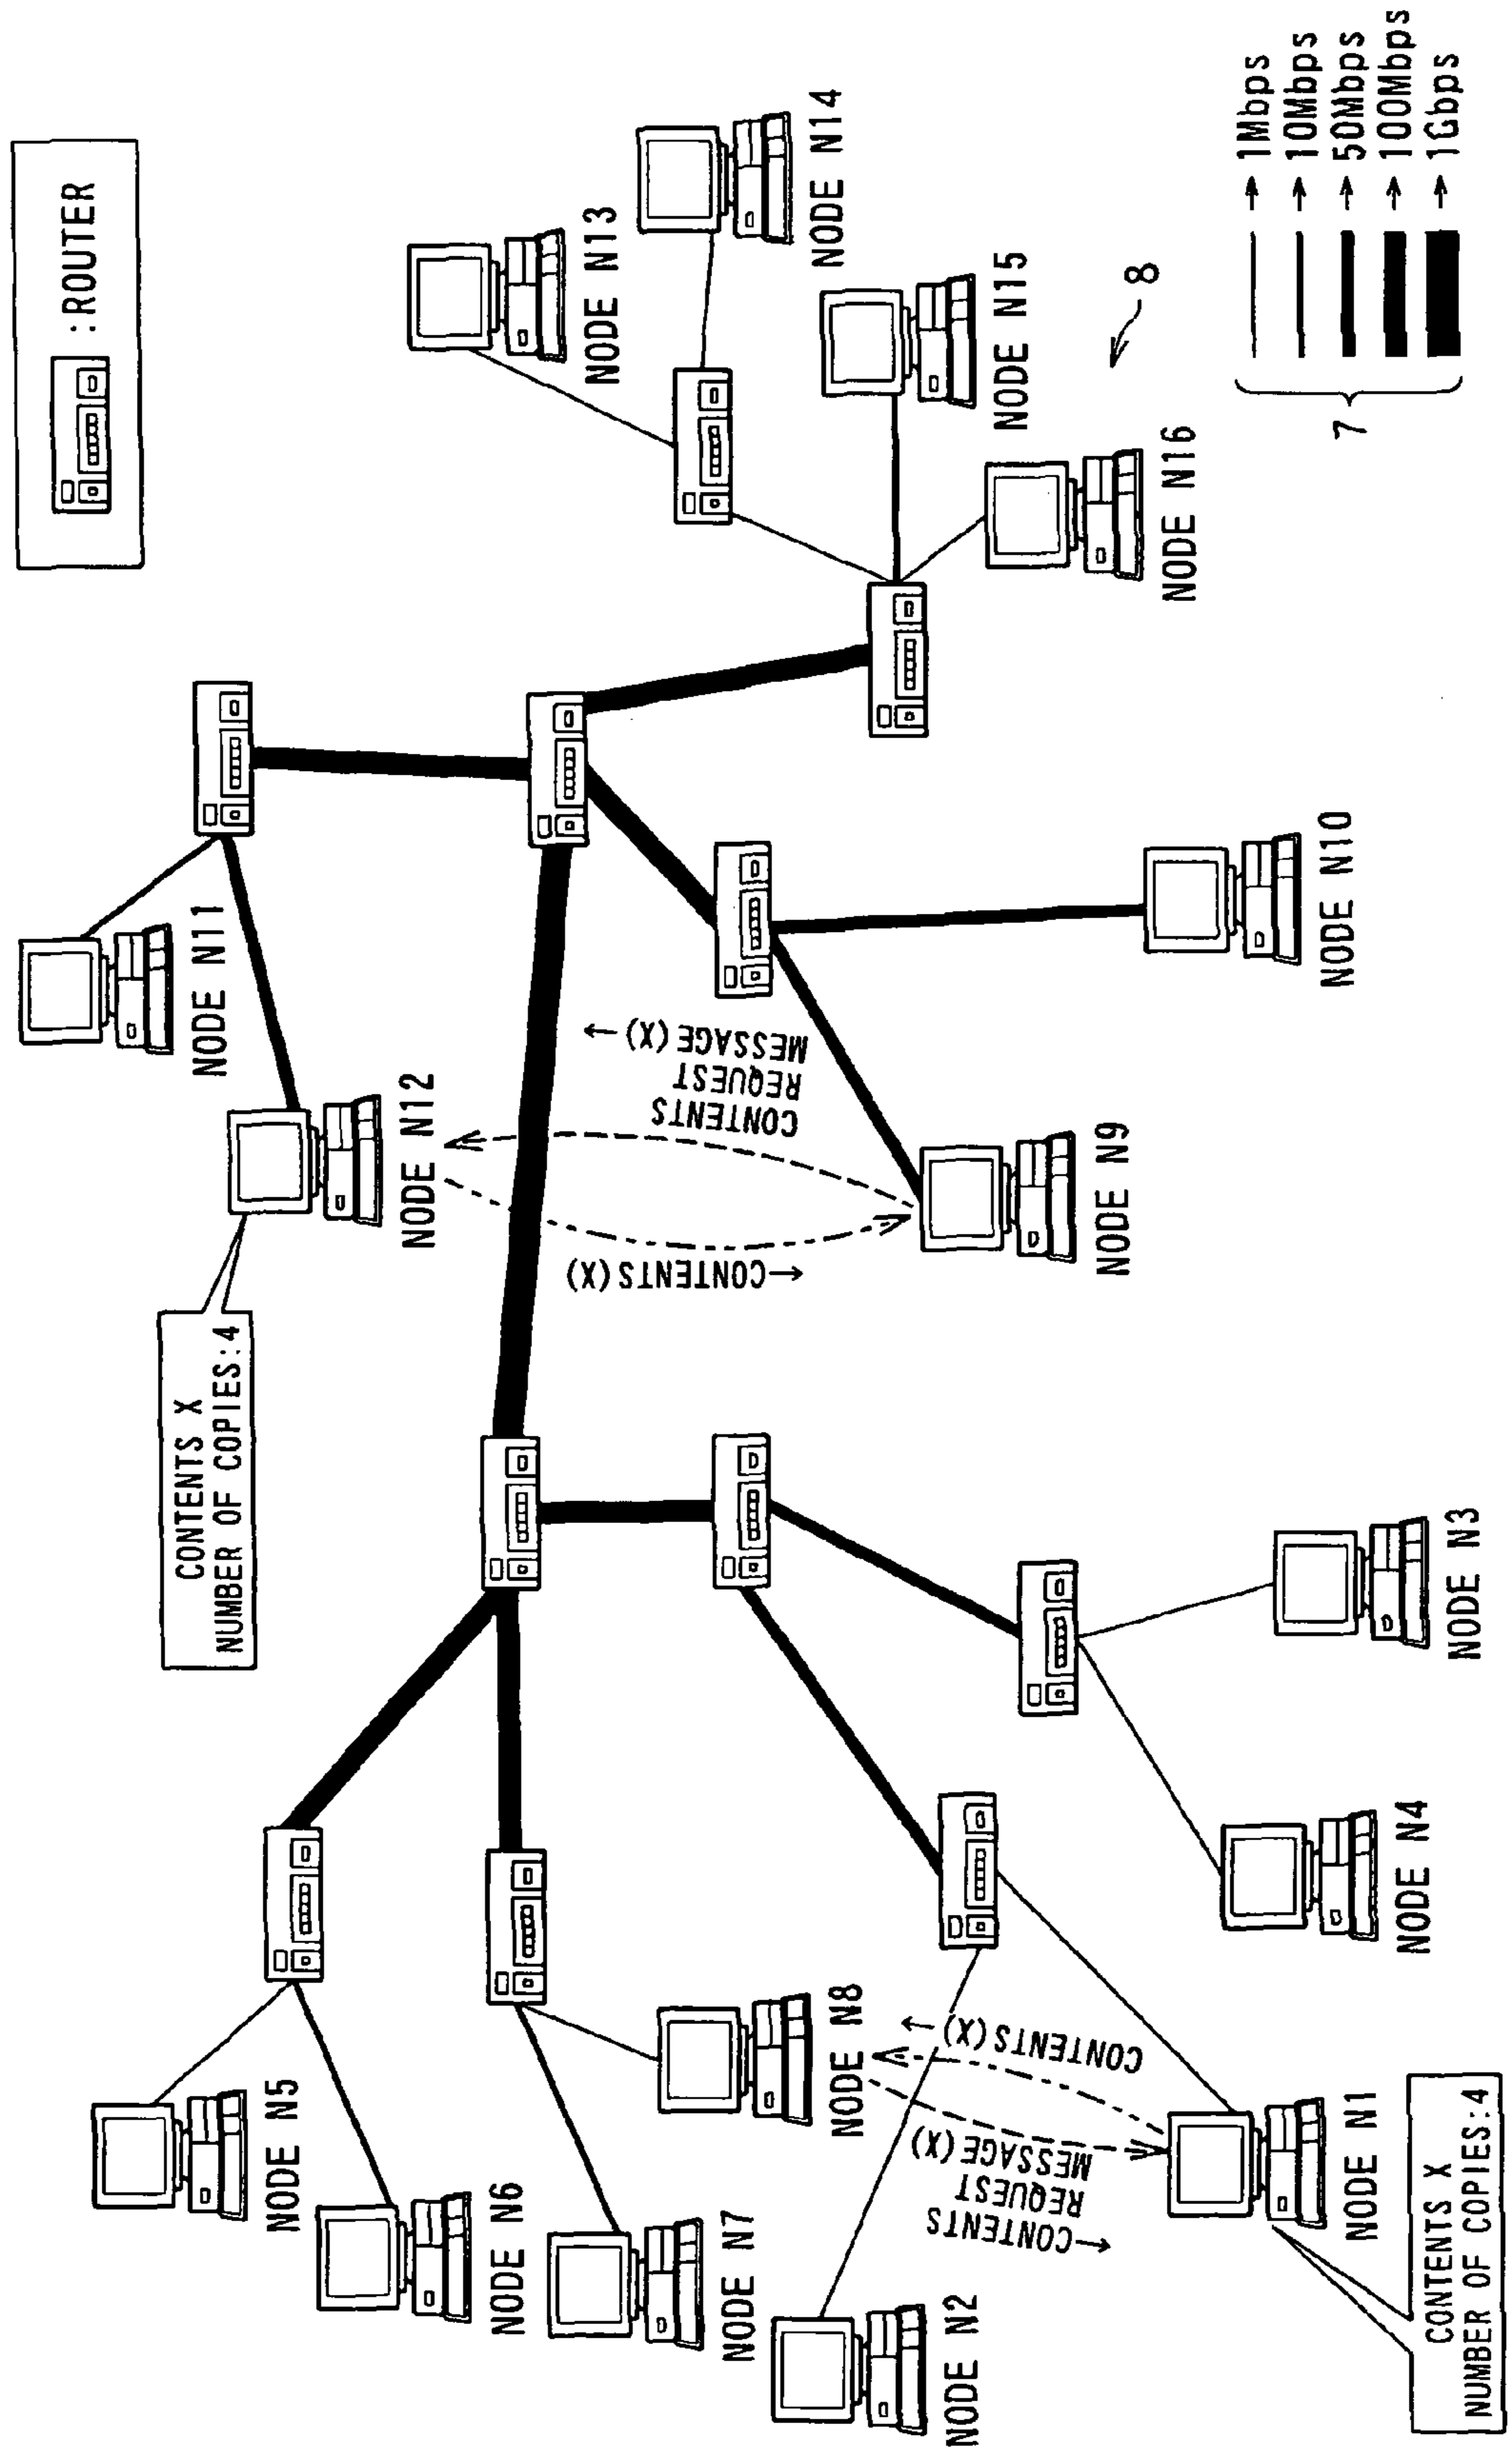 :ROUTER
NODE N5
NODE N6
NODE N7
NODE N2
NODE N8
CONTENTS
REQUEST
MESSAGE(X)
CONTENTS(X)
NODE N1
CONTENTS X
NUMBER OF COPIES:4
NODE N4
NODE N3
CONTENTS X
NUMBER OF COPIES:4
NODE N12
NODE N11
CONTENTS(X)
CONTENTS
REQUEST
MESSAGE(X)
NODE N9
NODE N10
NODE N13
NODE N14
NODE N15
NODE N16
8
7
→ 1Mbps
→ 10Mbps
→ 50Mbps
→ 100Mbps
→ 1Gbps